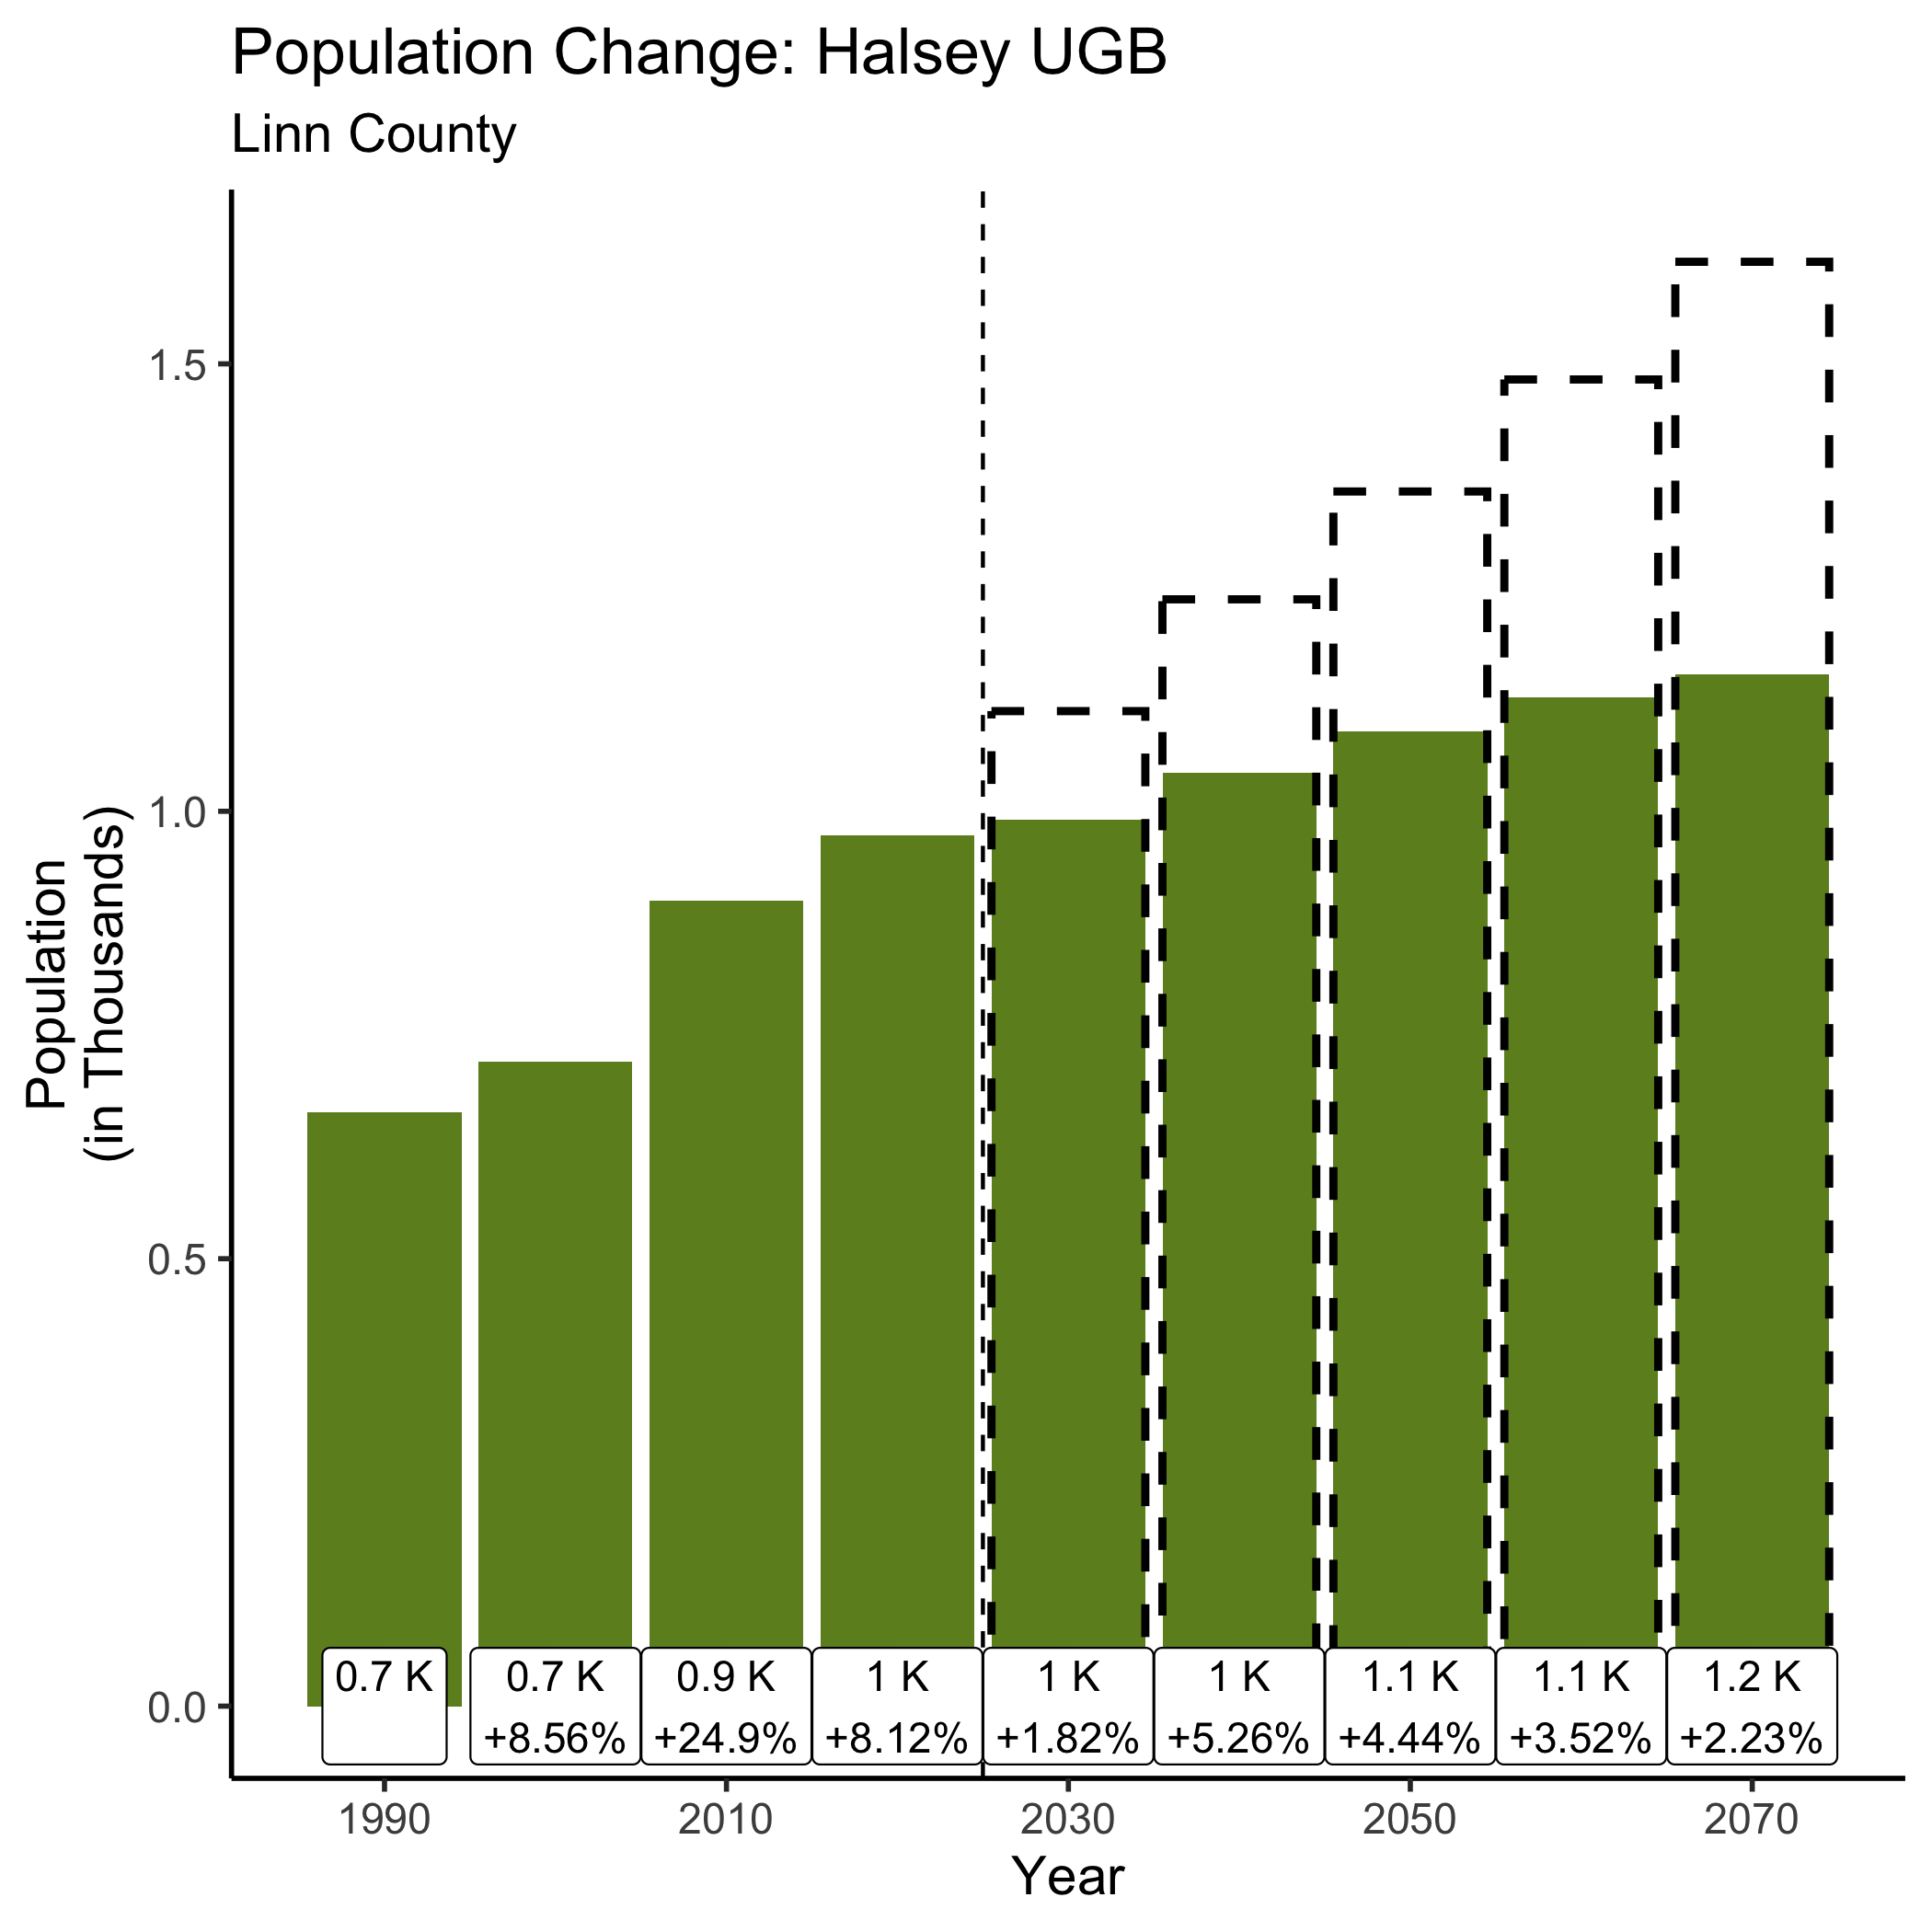 Population Change: Halsey UGB
Linn County
Population
(in Thousands)
1.5
1.0
0.5
0.0
0.7 K
0.7 K
+8.56%
0.9 K
+24.9%
1 K
+8.12%
1 K
+1.82%
1 K
+5.26%
1.1 K
+4.44%
1.1 K
+3.52%
1.2 K
+2.23%
1990
2010
2030
2050
2070
Year